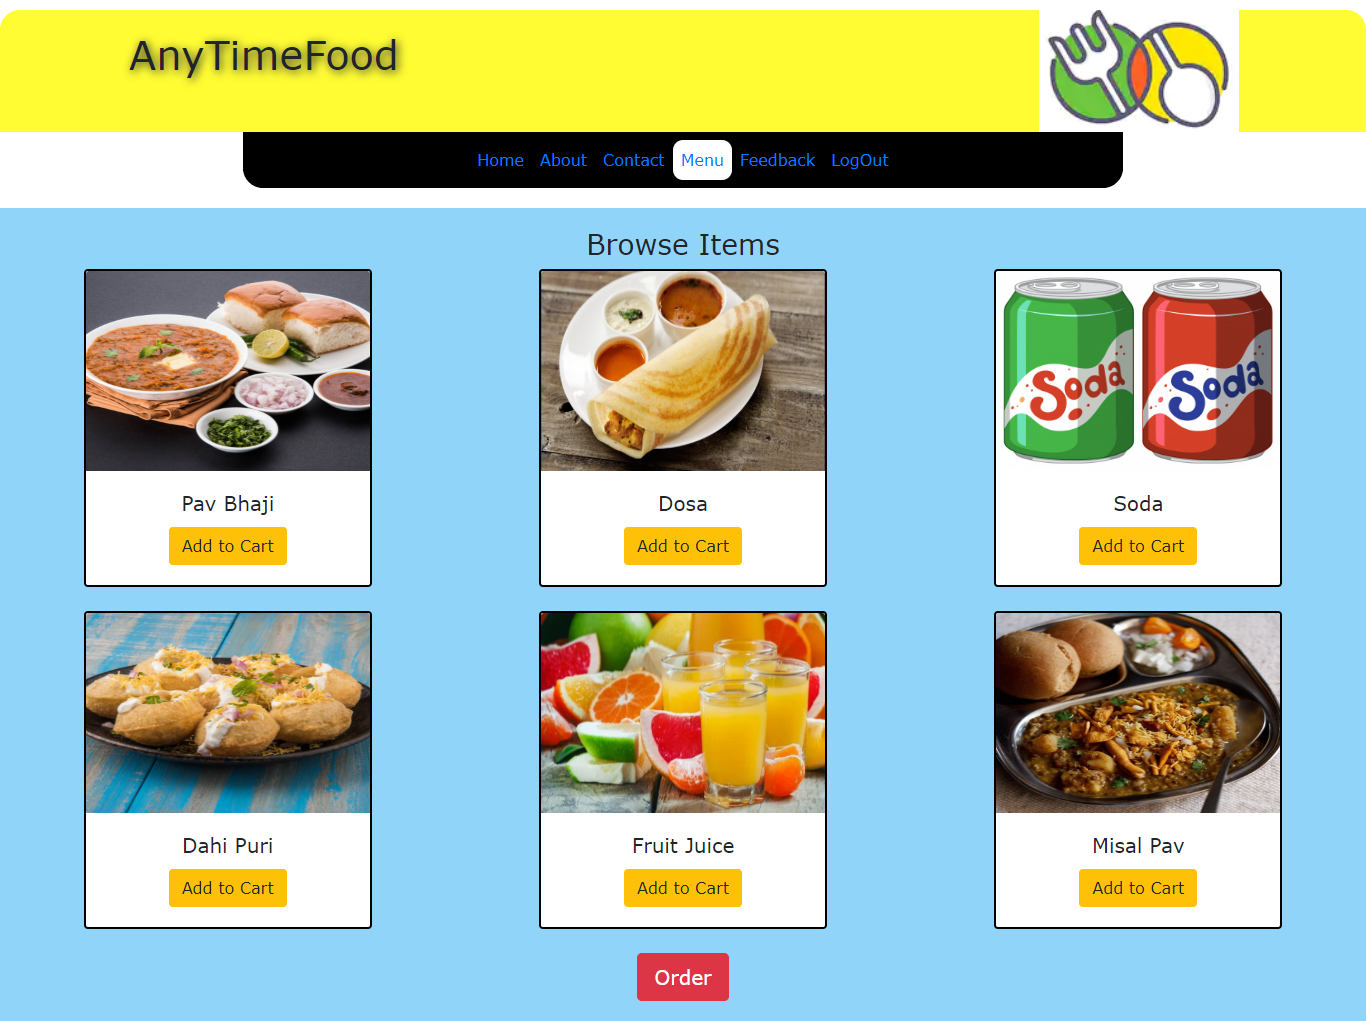 AnyTimeFood
Home About Contact Menu Feedback LogOut
Browse Items
Soda Soda
Pav Bhaji Dosa Soda
Add to Cart Add to Cart Add to Cart
Dahi Puri Fruit Juice Misal Pav
Add to Cart Add to Cart Add to Cart
Order